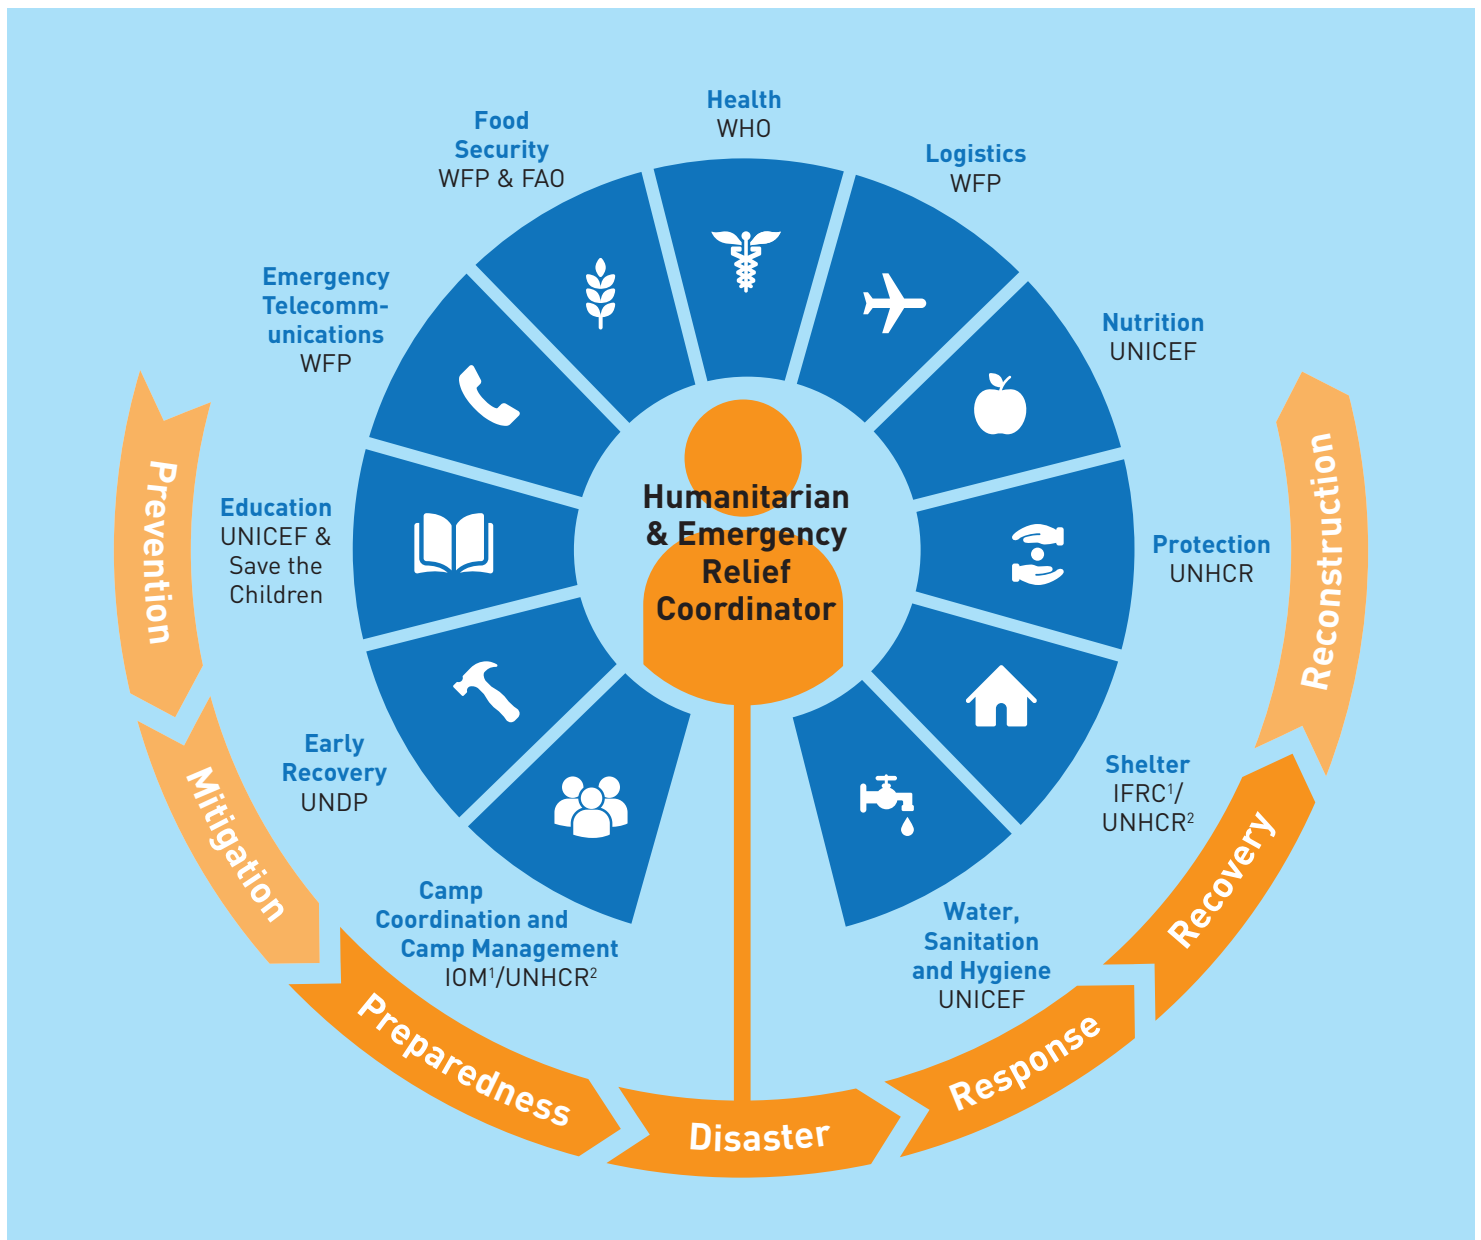 Health
WHO
Logistics
WFP
Nutrition
UNICEF
Protection
UNHCR
Shelter
IFRC¹/
UNHCR²
Water,
Sanitation
and Hygiene
UNICEF
Camp
Coordination and
Camp Management
IOM¹/UNHCR²
Early
Recovery
UNDP
Education
UNICEF &
Save the
Children
Emergency
Telecomm-
unications
WFP
Food
Security
WFP & FAO
Humanitarian
& Emergency
Relief
Coordinator
Prevention
Mitigation
Preparedness
Disaster
Response
Recovery
Reconstruction